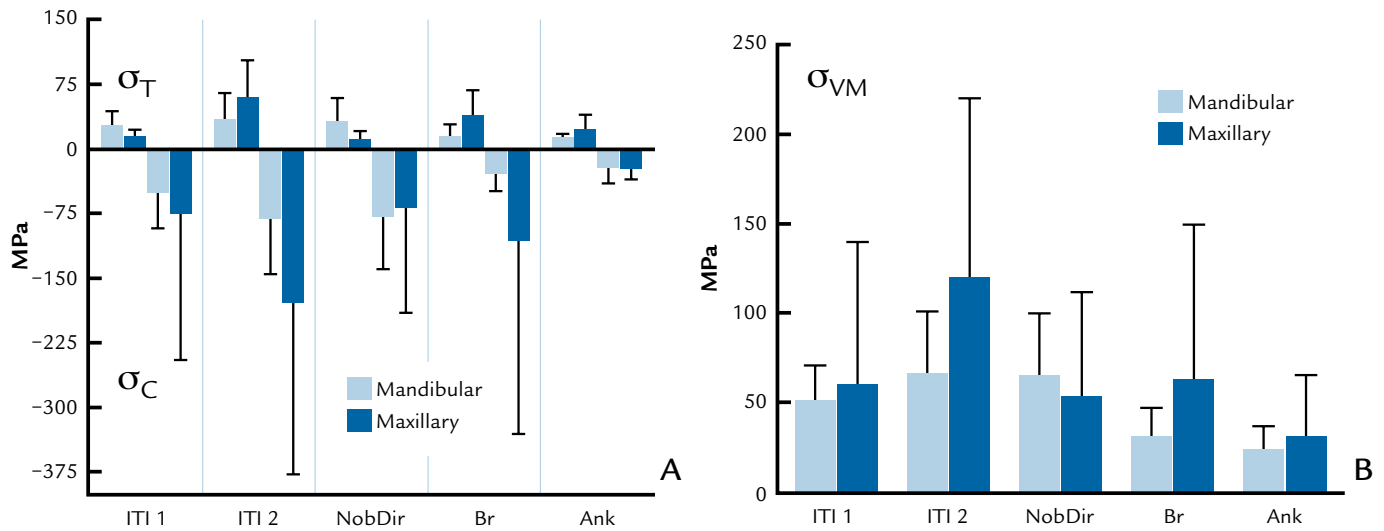 150
75
0
−75
−150
−225
−300
−375
MPa
σT
σC
Mandibular
Maxillary
A
ITI 1
ITI 2
NobDir
Br
Ank
250
200
150
100
50
0
MPa
σVM
Mandibular
Maxillary
B
ITI 1
ITI 2
NobDir
Br
Ank